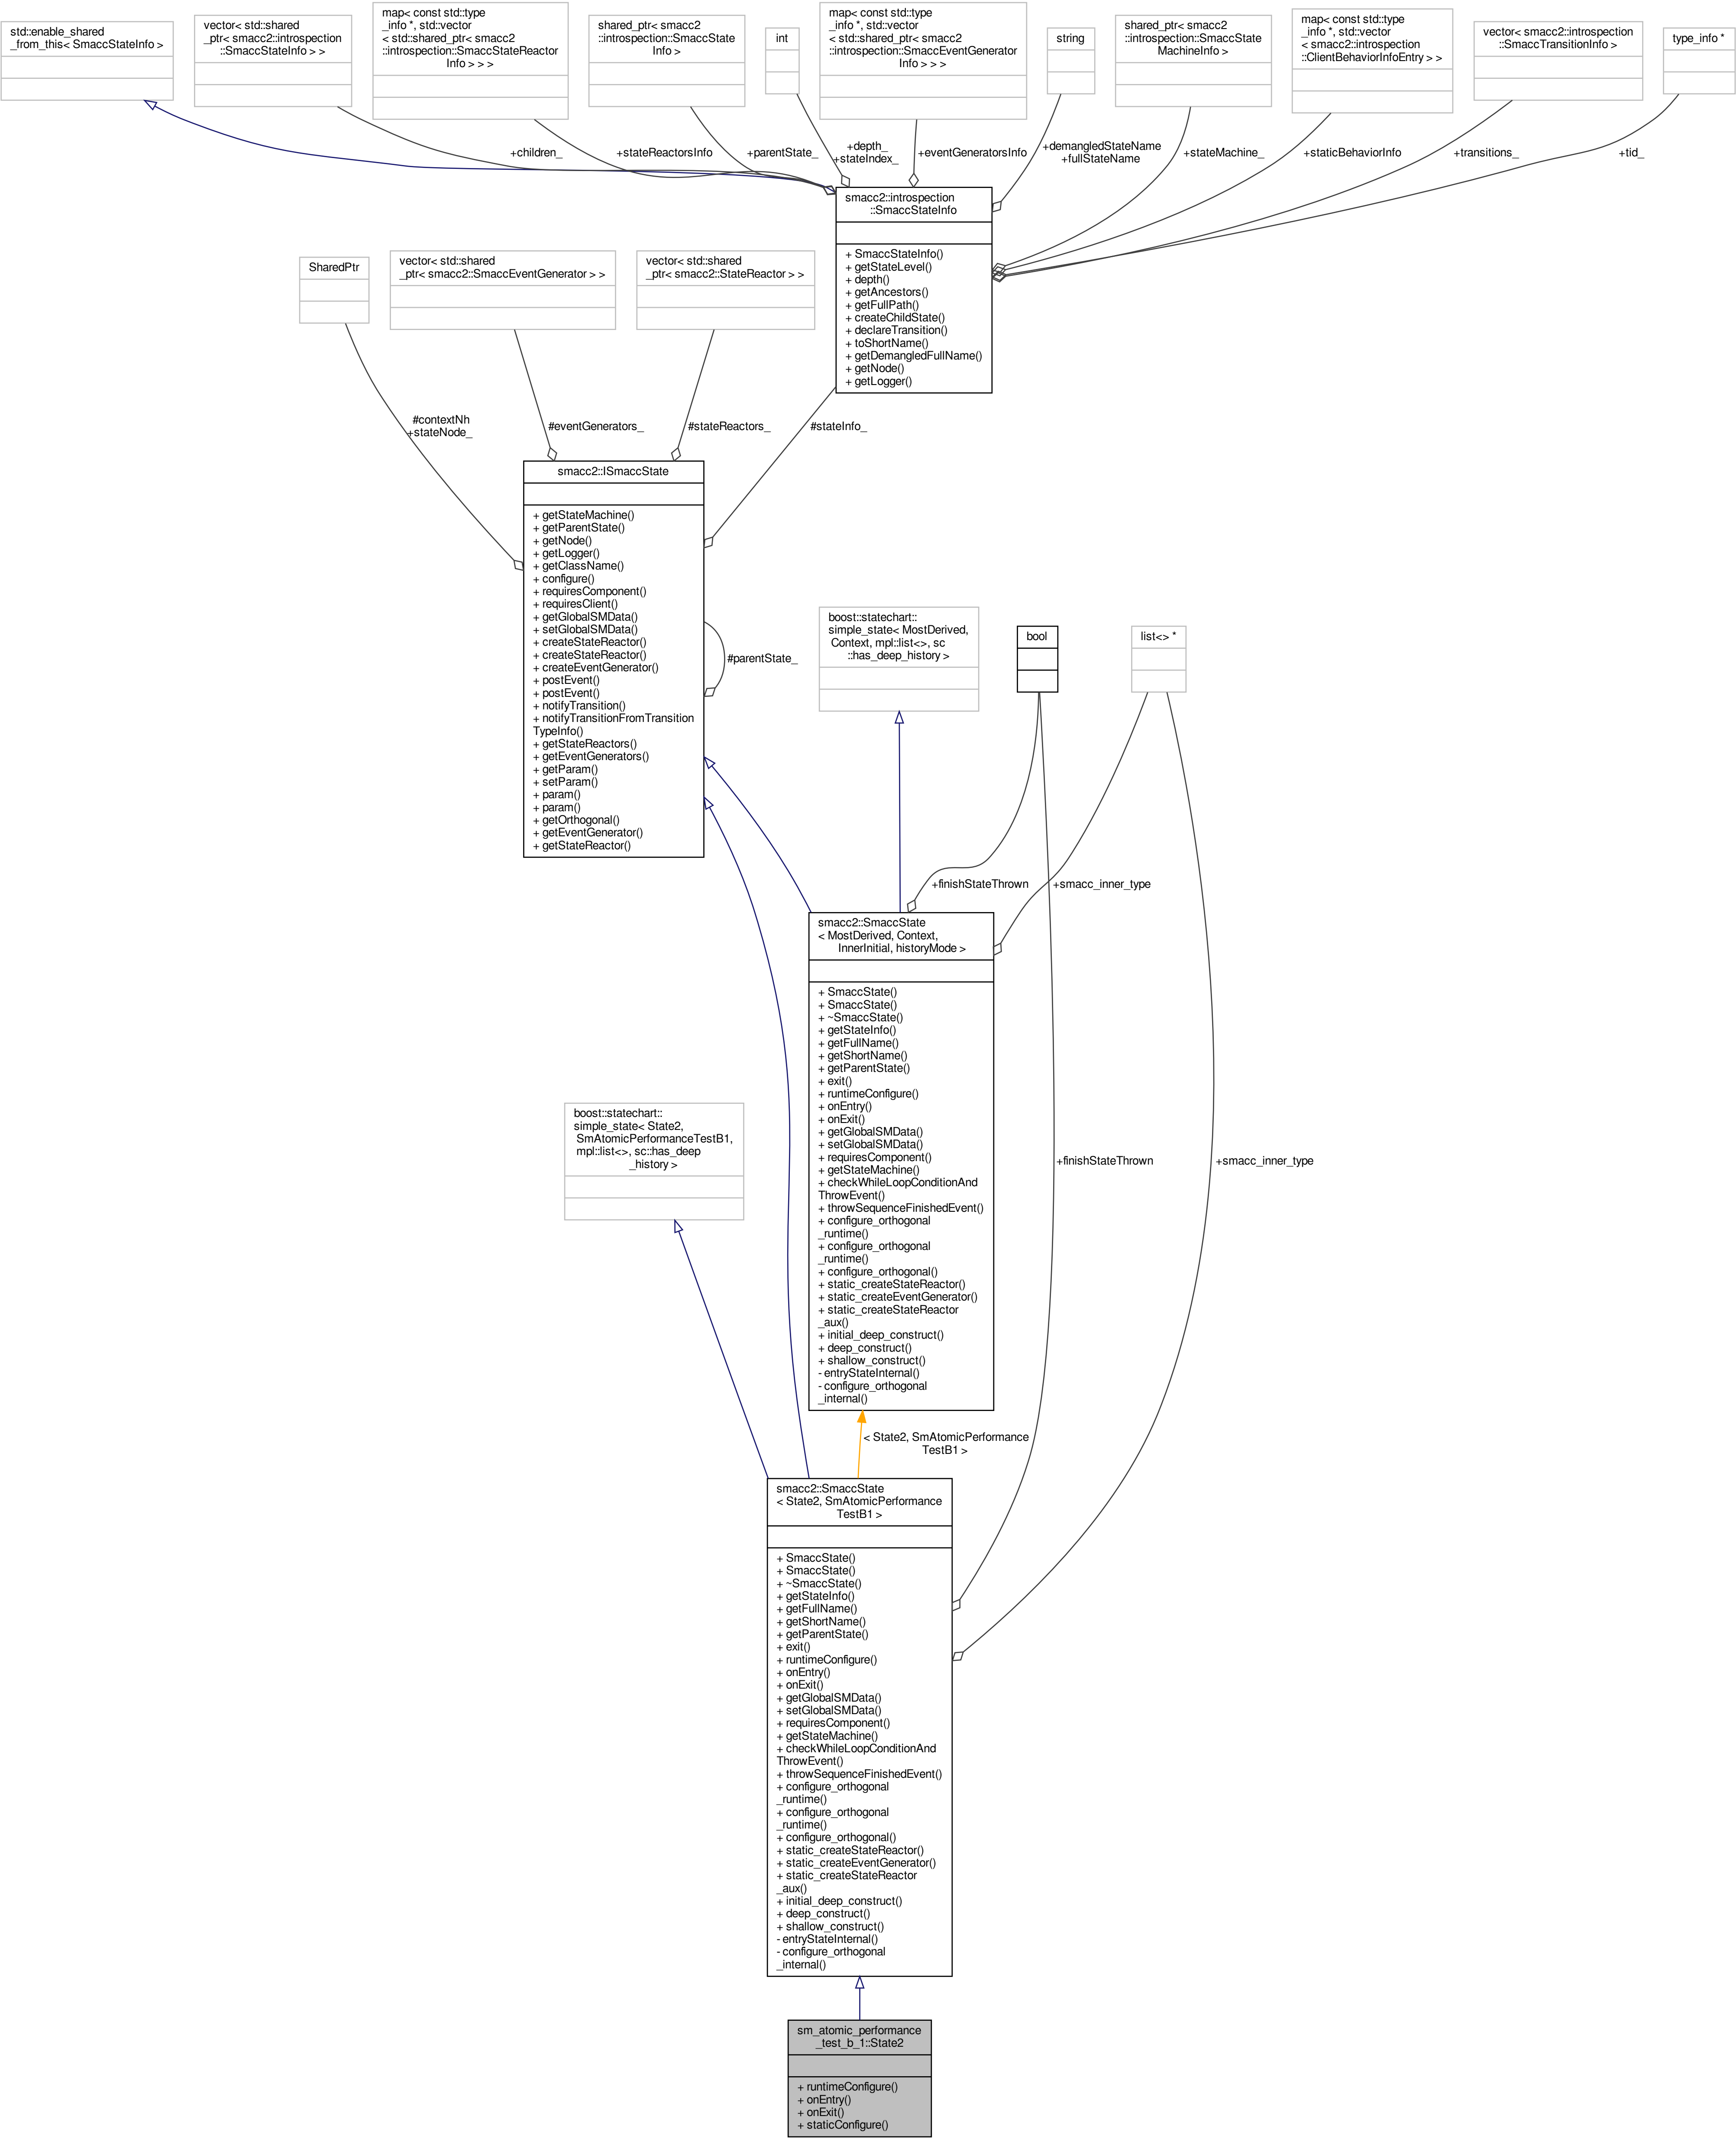 std::enable_shared
_from_this< SmaccStateInfo >
vector< std::shared
_ptr< smacc2::introspection
::SmaccStateInfo > >
map< const std::type
_info *, std::vector
< std::shared_ptr< smacc2
::introspection::SmaccStateReactor
Info > > >
shared_ptr< smacc2
::introspection::SmaccState
Info >
int
map< const std::type
_info *, std::vector
< std::shared_ptr< smacc2
::introspection::SmaccEventGenerator
Info > > >
string
shared_ptr< smacc2
::introspection::SmaccState
MachineInfo >
map< const std::type
_info *, std::vector
< smacc2::introspection
::ClientBehaviorInfoEntry > >
vector< smacc2::introspection
::SmaccTransitionInfo >
type_info *
+children_
+stateReactorsInfo
+parentState_
+depth_
+stateIndex_
+eventGeneratorsInfo
+demangledStateName
+fullStateName
+stateMachine_
+staticBehaviorInfo
+transitions_
+tid_
smacc2::introspection
::SmaccStateInfo
+ SmaccStateInfo()
+ getStateLevel()
+ depth()
+ getAncestors()
+ getFullPath()
+ createChildState()
+ declareTransition()
+ toShortName()
+ getDemangledFullName()
+ getNode()
+ getLogger()
SharedPtr
vector< std::shared
_ptr< smacc2::SmaccEventGenerator > >
vector< std::shared
_ptr< smacc2::StateReactor > >
#contextNh
+stateNode_
#eventGenerators_
#stateReactors_
#stateInfo_
smacc2::ISmaccState
+ getStateMachine()
+ getParentState()
+ getNode()
+ getLogger()
+ getClassName()
+ configure()
+ requiresComponent()
+ requiresClient()
+ getGlobalSMData()
+ setGlobalSMData()
+ createStateReactor()
+ createStateReactor()
+ createEventGenerator()
+ postEvent()
+ postEvent()
+ notifyTransition()
+ notifyTransitionFromTransition
TypeInfo()
+ getStateReactors()
+ getEventGenerators()
+ getParam()
+ setParam()
+ param()
+ param()
+ getOrthogonal()
+ getEventGenerator()
+ getStateReactor()
#parentState_
boost::statechart::
simple_state< MostDerived,
Context, mpl::list<>, sc
::has_deep_history >
bool
list<> *
+finishStateThrown
+smacc_inner_type
smacc2::SmaccState
< MostDerived, Context,
InnerInitial, historyMode >
+ SmaccState()
+ SmaccState()
+ ~SmaccState()
+ getStateInfo()
+ getFullName()
+ getShortName()
+ getParentState()
+ exit()
+ runtimeConfigure()
+ onEntry()
+ onExit()
+ getGlobalSMData()
+ setGlobalSMData()
+ requiresComponent()
+ getStateMachine()
+ checkWhileLoopConditionAnd
ThrowEvent()
+ throwSequenceFinishedEvent()
+ configure_orthogonal
_runtime()
+ configure_orthogonal
_runtime()
+ configure_orthogonal()
+ static_createStateReactor()
+ static_createEventGenerator()
+ static_createStateReactor
_aux()
+ initial_deep_construct()
+ deep_construct()
+ shallow_construct()
- entryStateInternal()
- configure_orthogonal
_internal()
boost::statechart::
simple_state< State2,
SmAtomicPerformanceTestB1,
mpl::list<>, sc::has_deep
_history >
+finishStateThrown
+smacc_inner_type
< State2, SmAtomicPerformance
TestB1 >
smacc2::SmaccState
< State2, SmAtomicPerformance
TestB1 >
+ SmaccState()
+ SmaccState()
+ ~SmaccState()
+ getStateInfo()
+ getFullName()
+ getShortName()
+ getParentState()
+ exit()
+ runtimeConfigure()
+ onEntry()
+ onExit()
+ getGlobalSMData()
+ setGlobalSMData()
+ requiresComponent()
+ getStateMachine()
+ checkWhileLoopConditionAnd
ThrowEvent()
+ throwSequenceFinishedEvent()
+ configure_orthogonal
_runtime()
+ configure_orthogonal
_runtime()
+ configure_orthogonal()
+ static_createStateReactor()
+ static_createEventGenerator()
+ static_createStateReactor
_aux()
+ initial_deep_construct()
+ deep_construct()
+ shallow_construct()
- entryStateInternal()
- configure_orthogonal
_internal()
sm_atomic_performance
_test_b_1::State2
+ runtimeConfigure()
+ onEntry()
+ onExit()
+ staticConfigure()